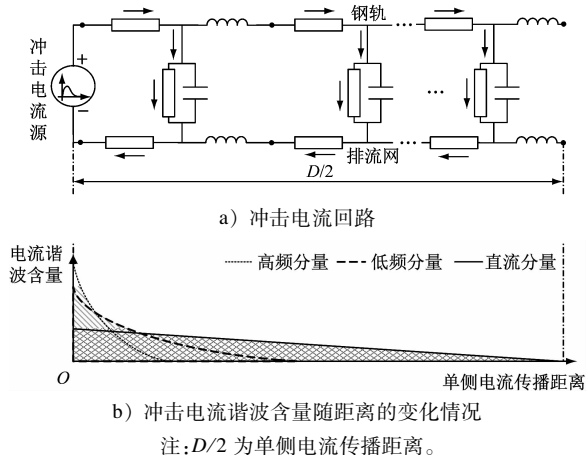 冲击电流源
+
−
钢轨
...
...
...
排流网
D/2
a) 冲击电流回路
电流谐
波含量
高频分量
低频分量
直流分量
O
单侧电流传播距离
b) 冲击电流谐波含量随距离的变化情况
注:D/2 为单侧电流传播距离。